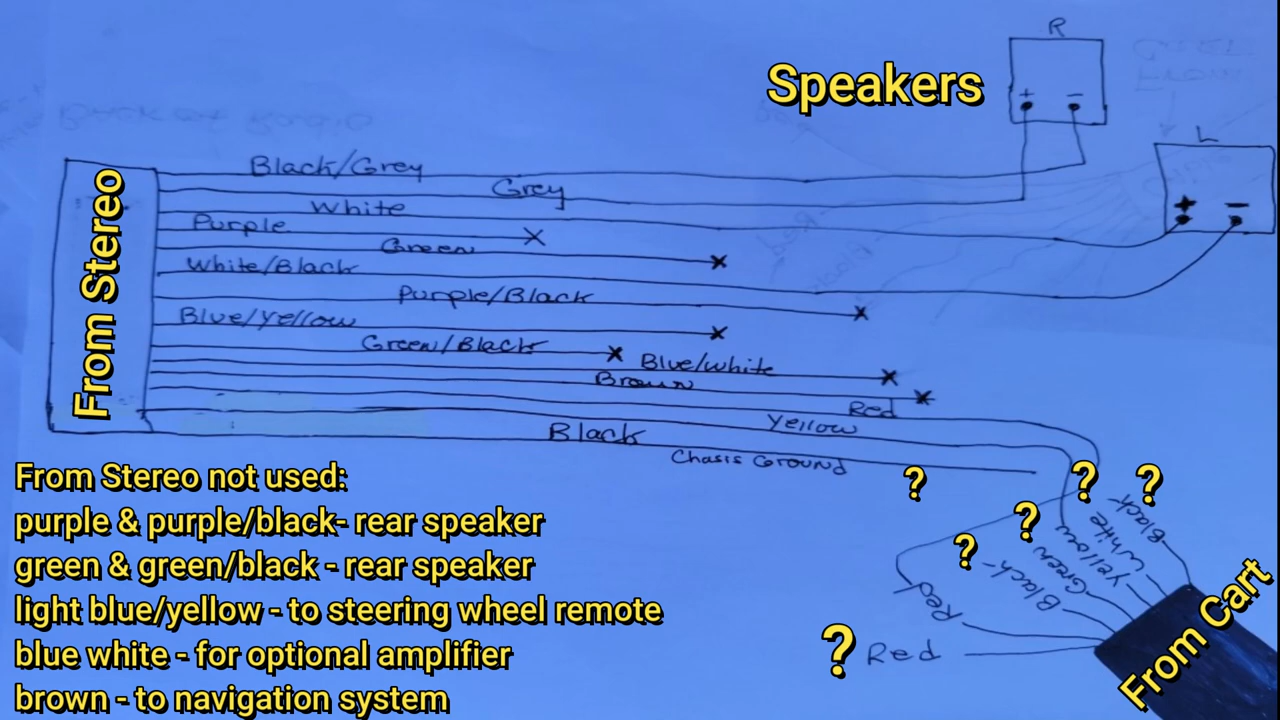 R
Speakers
L
Black/Grey
Grey
White
Purple
Green
White/Black
Purple/Black
Blue/Yellow
Green/Black
Blue/white
Brown
Red
Yellow
Black
Chasis Ground
From Stereo
From Stereo not used:
purple & purple/black- rear speaker
green & green/black - rear speaker
light blue/yellow - to steering wheel remote
blue white - for optional amplifier
brown - to navigation system
? ? ?
?
?
?
Black
White
Yellow
Green
Black
Red
Red
From Cart